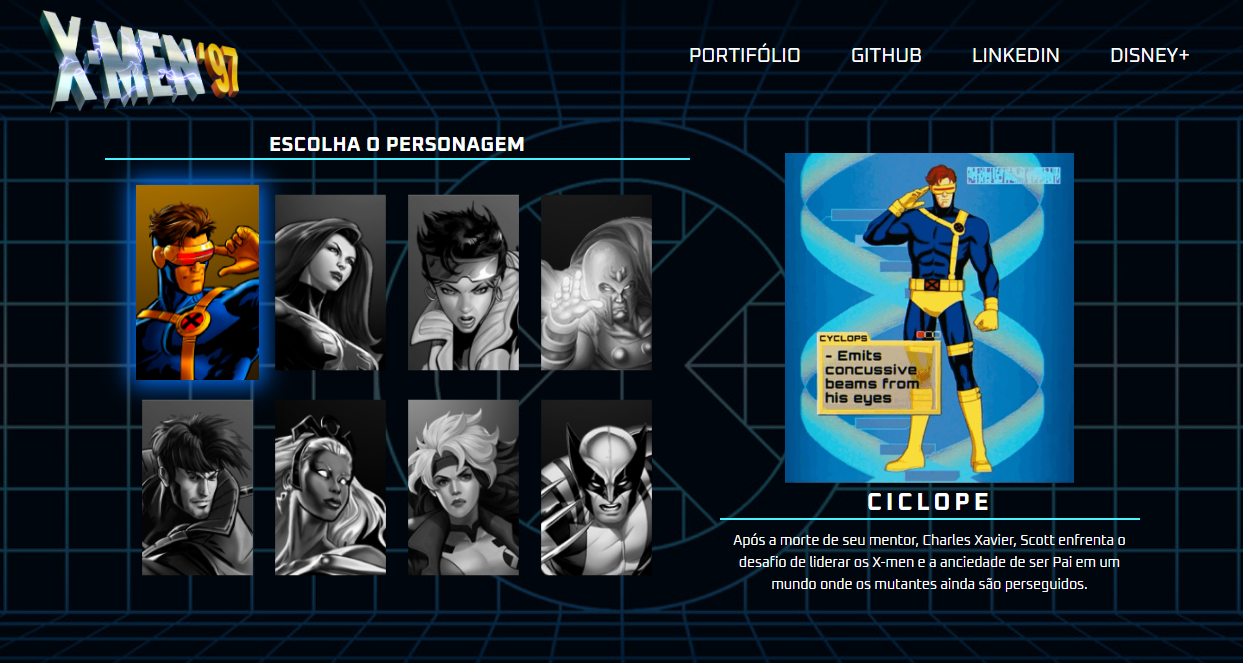 X-MEN'97
PORTIFÓLIO GITHUB LINKEDIN DISNEY+
ESCOLHA O PERSONAGEM
CYCLOPS
- Emits
concussive
beams from
his eyes
CICLOPE
Após a morte de seu mentor, Charles Xavier, Scott enfrenta o
desafio de liderar os X-men e a anciedade de ser Pai em um
mundo onde os mutantes ainda são perseguidos.